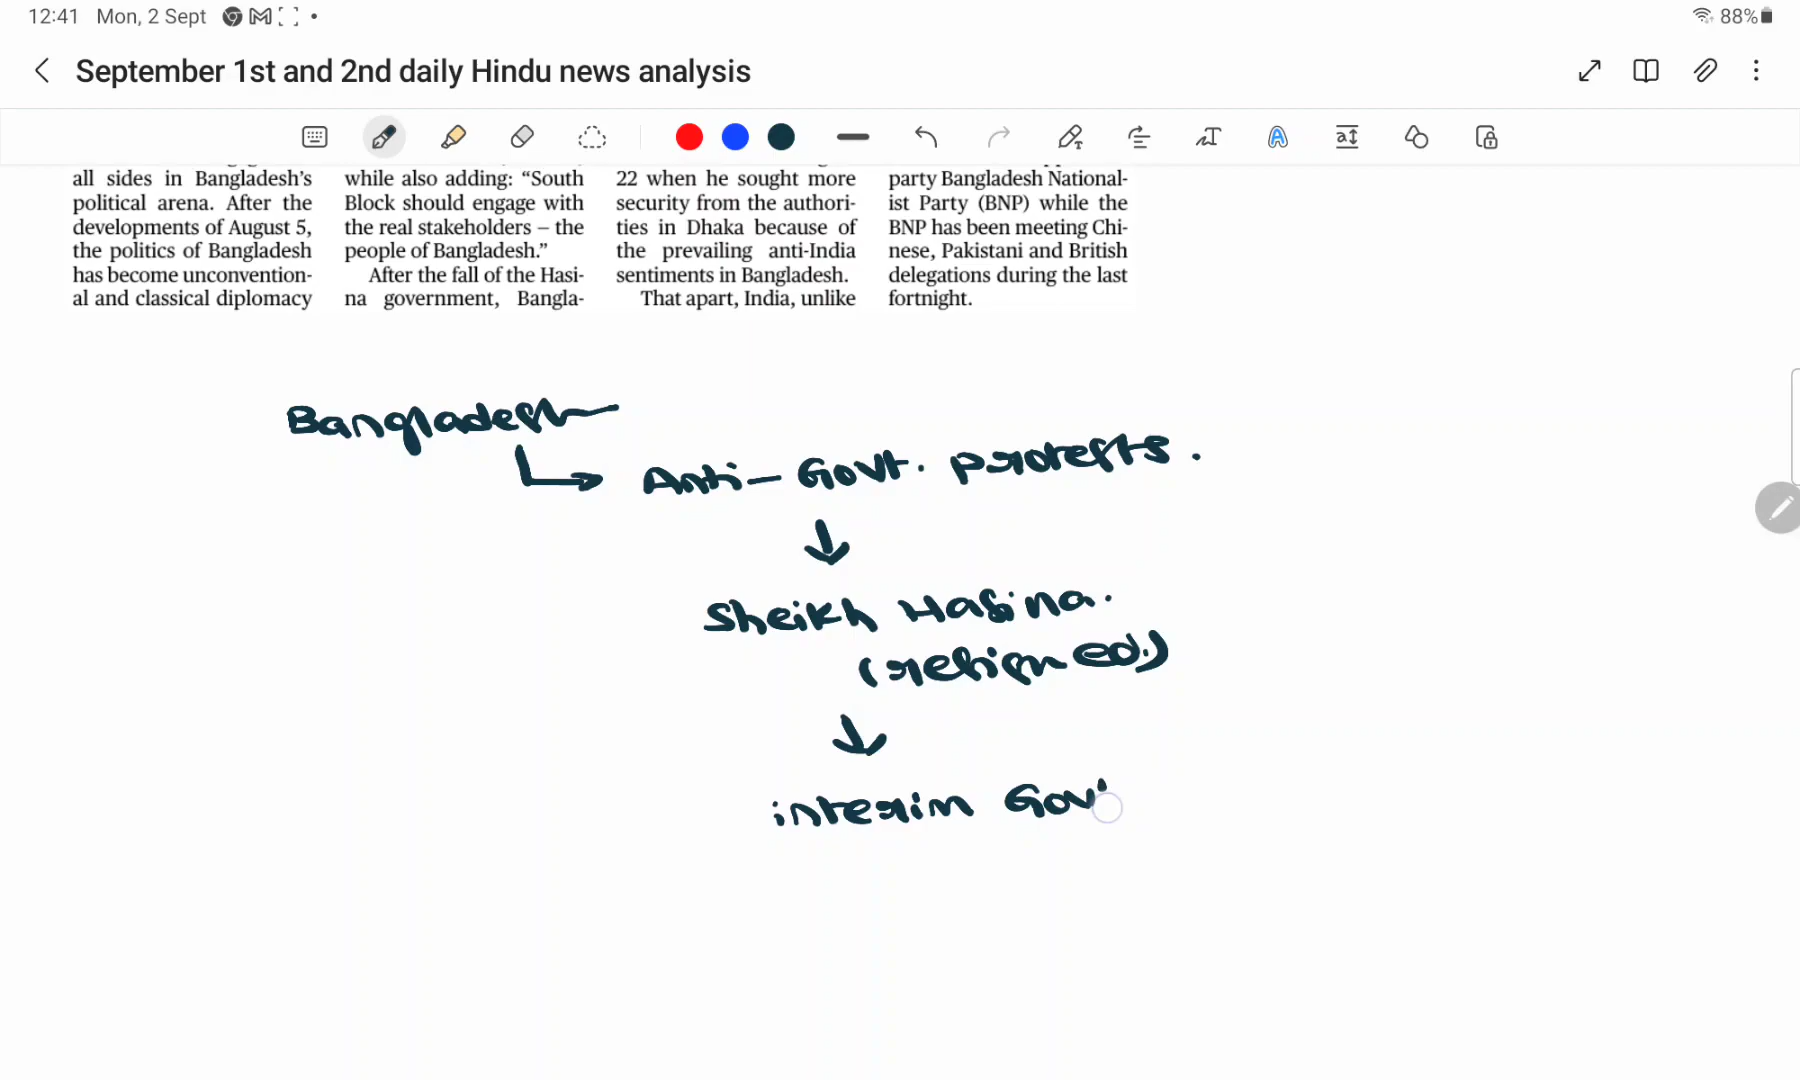 12:41 Mon, 2 Sept
88%
September 1st and 2nd daily Hindu news analysis
all sides in Bangladesh's
political arena. After the
developments of August 5,
the politics of Bangladesh
has become unconvention-
al and classical diplomacy
while also adding: “South
Block should engage with
the real stakeholders – the
people of Bangladesh.”
After the fall of the Hasi-
na government, Bangla-
22 when he sought more
security from the authori-
ties in Dhaka because of
the prevailing anti-India
sentiments in Bangladesh.
That apart, India, unlike
party Bangladesh National-
ist Party (BNP) while the
BNP has been meeting Chi-
nese, Pakistani and British
delegations during the last
fortnight.
Bangladesh
Anti-Govt. protests.
Sheikh Hasina.
(resigned.)
interim Gov